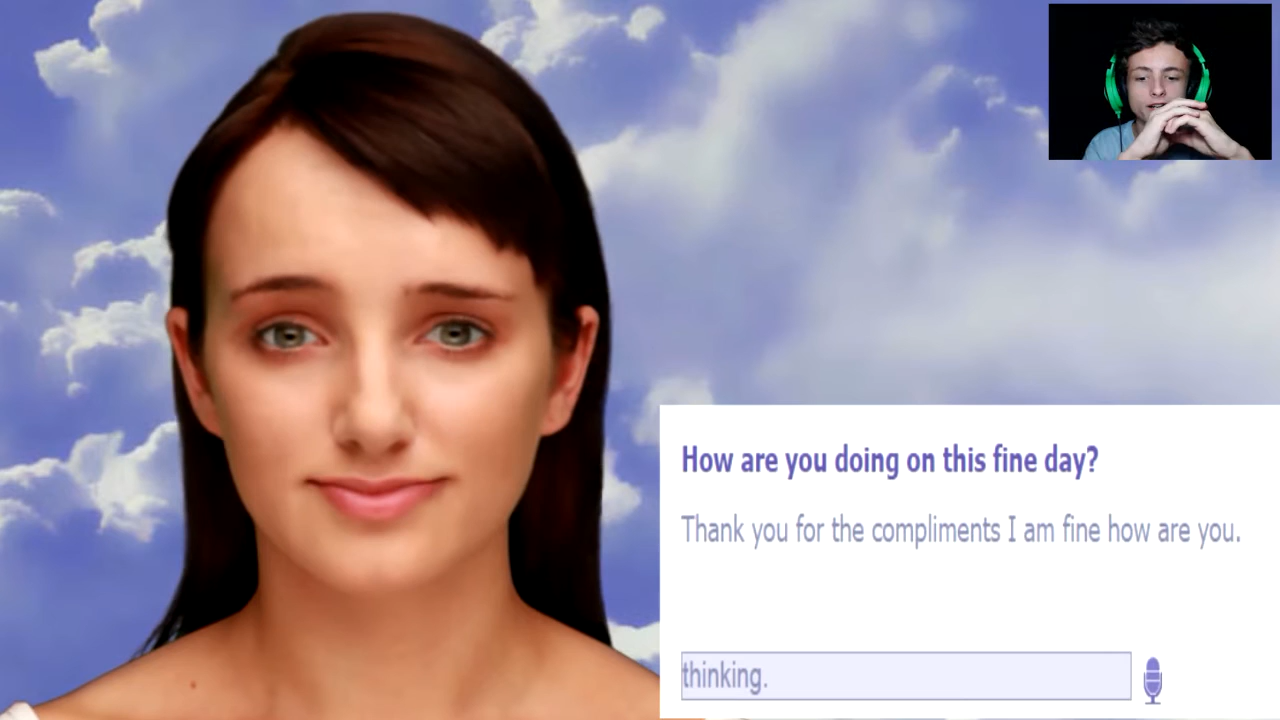 How are you doing on this fine day?
Thank you for the compliments I am fine how are you.
thinking.